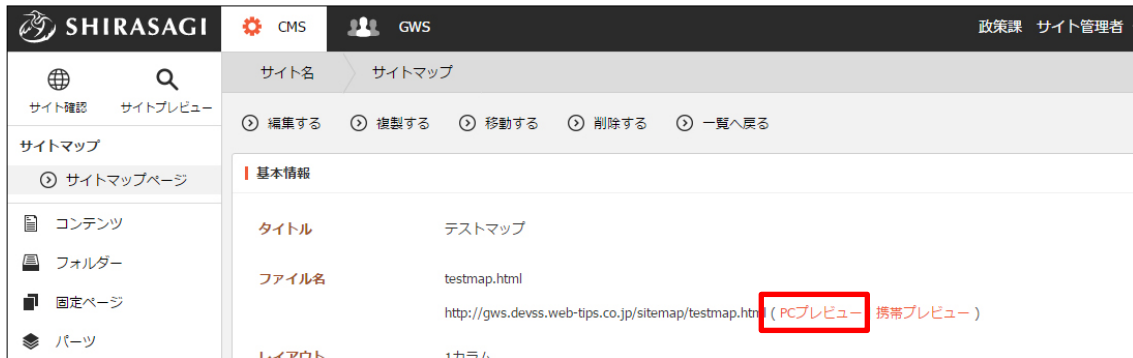 SHIRASAGI CMS GWS 政策課 サイト管理者
サイト確認 サイトプレビュー
サイト名 サイトマップ
編集する 複製する 移動する 削除する 一覧へ戻る
サイトマップ
サイトマップページ
コンテンツ
フォルダー
固定ページ
パーツ
基本情報
タイトル テストマップ
ファイル名 testmap.html
http://gws.devss.web-tips.co.jp/sitemap/testmap.html ( PCプレビュー 携帯プレビュー )
レイアウト 1カラム